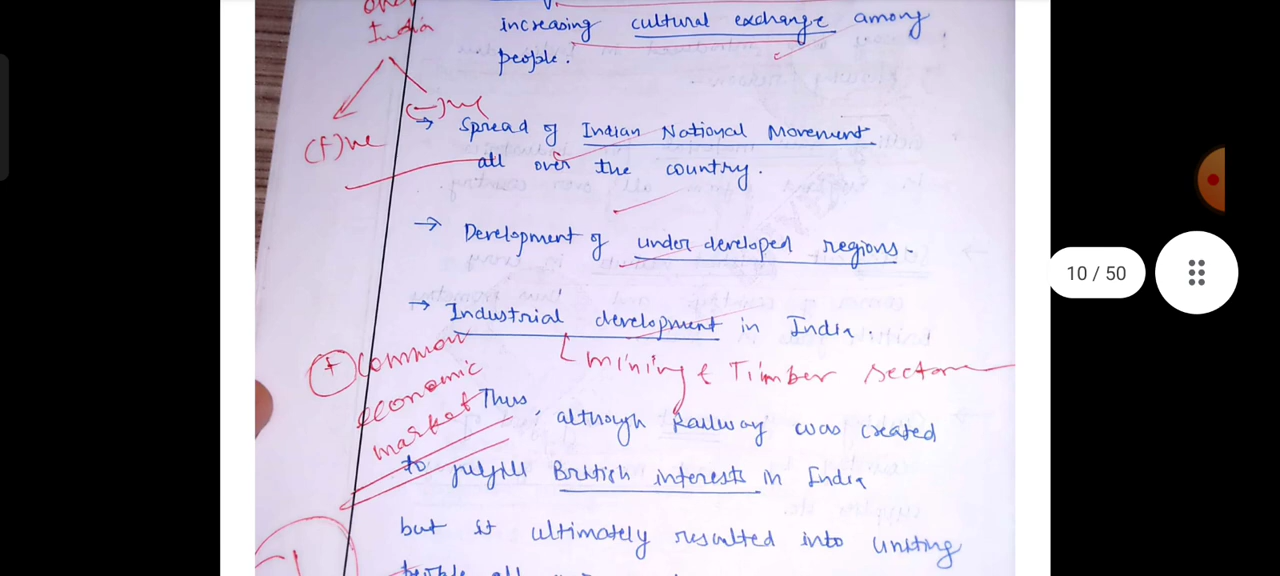 India
increasing cultural exchange among
people.
(+)ve
(-)ve
→ Spread of Indian National Movement
all over the country.
→ Development of under developed regions.
→ Industrial development in India.
mining & Timber sector
+ Common economic market
Thus, although Railway was created
to fulfill British interests in India
but it ultimately resulted into uniting
10 / 50